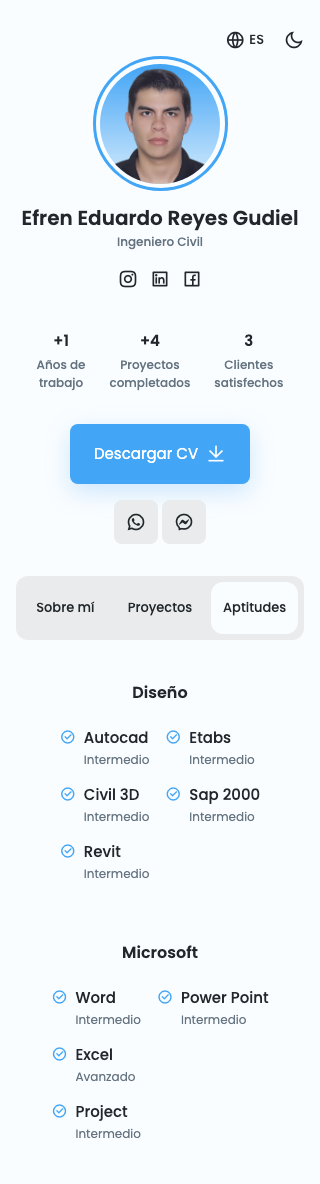 ES
Efren Eduardo Reyes Gudiel
Ingeniero Civil
+1
Años de
trabajo
+4
Proyectos
completados
3
Clientes
satisfechos
Descargar CV
Sobre mí
Proyectos
Aptitudes
Diseño
Autocad
Intermedio
Etabs
Intermedio
Civil 3D
Intermedio
Sap 2000
Intermedio
Revit
Intermedio
Microsoft
Word
Intermedio
Power Point
Intermedio
Excel
Avanzado
Project
Intermedio